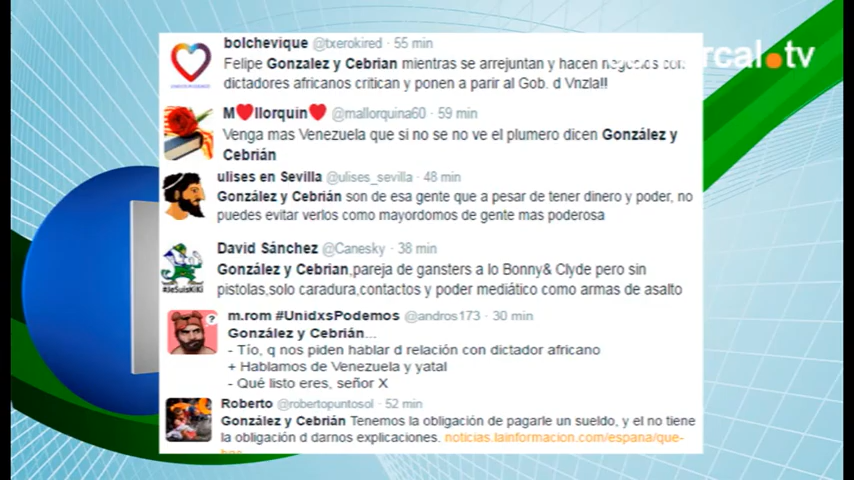 bolchevique @txerokired · 55 min
Felipe Gonzalez y Cebrian mientras se arrejuntan y hacen negocios con
dictadores africanos critican y ponen a parir al Gob. d Vnzla!!
rcal.tv
M❤llorquin❤ @mallorquina60 · 59 min
Venga mas Venezuela que si no se no ve el plumero dicen González y
Cebrián
ulises en Sevilla @ulises_sevilla · 48 min
González y Cebrián son de esa gente que a pesar de tener dinero y poder, no
puedes evitar verlos como mayordomos de gente mas poderosa
David Sánchez @Canesky · 38 min
González y Cebrian,pareja de gansters a lo Bonny& Clyde pero sin
pistolas,solo caradura,contactos y poder mediático como armas de asalto
#JeSuisKiKi
m.rom #UnidxsPodemos @andros173 · 30 min
González y Cebrián...
- Tío, q nos piden hablar d relación con dictador africano
+ Hablamos de Venezuela y yatal
- Qué listo eres, señor X
Roberto @robertopuntosol · 52 min
González y Cebrián Tenemos la obligación de pagarle un sueldo, y el no tiene
la obligación d darnos explicaciones. noticias.lainformacion.com/espana/que-